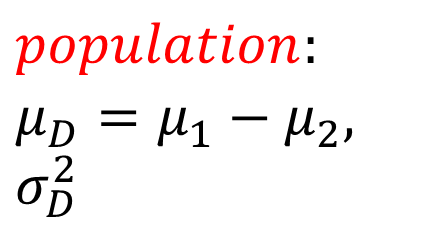 population:
μ_D = μ_1 − μ_2,
σ_D^2